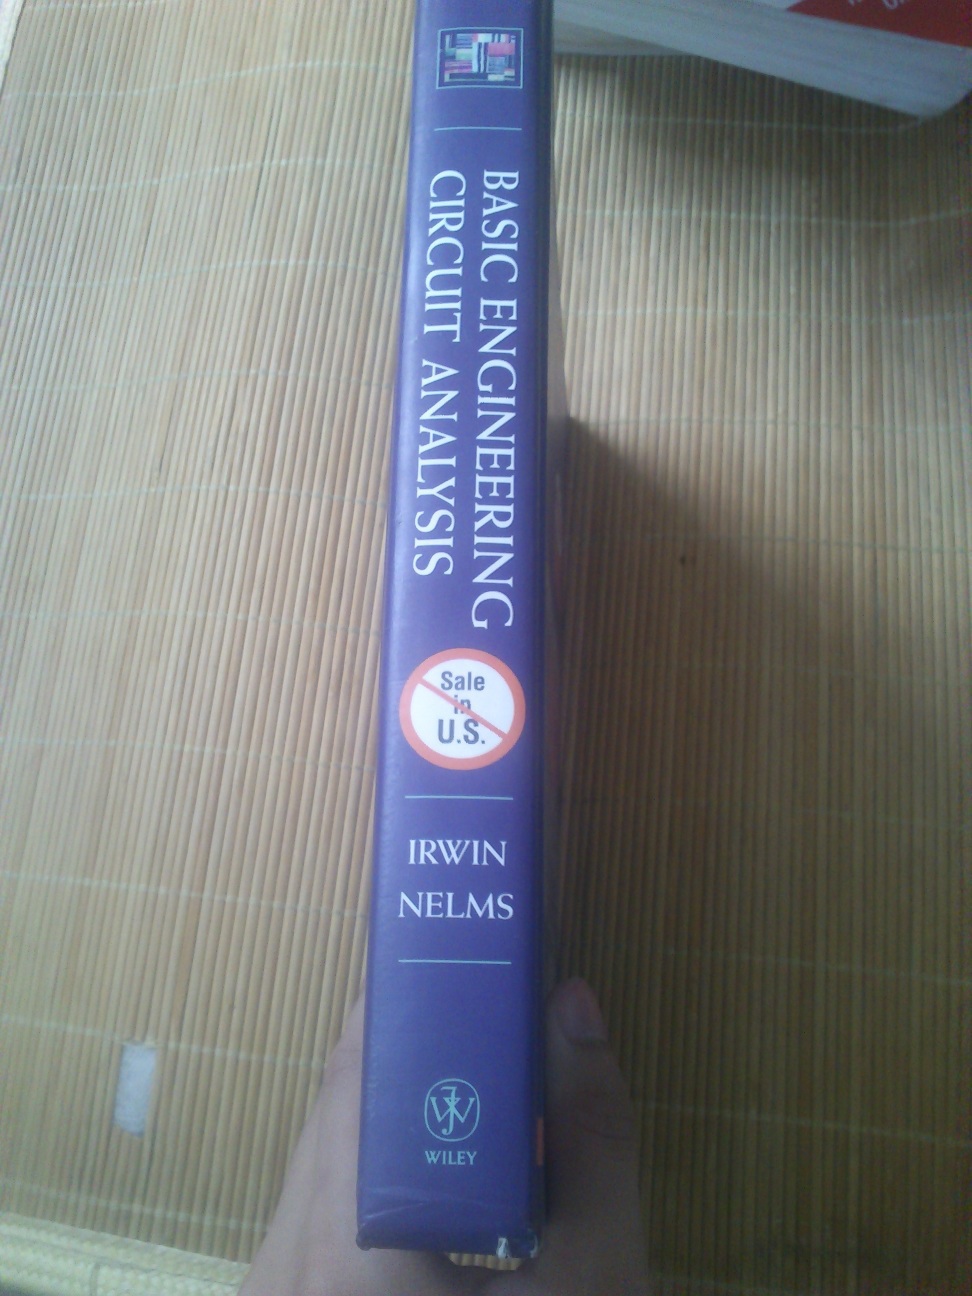 BASIC ENGINEERING
CIRCUIT ANALYSIS
Sale
in
U.S.
IRWIN
NELMS
WILEY